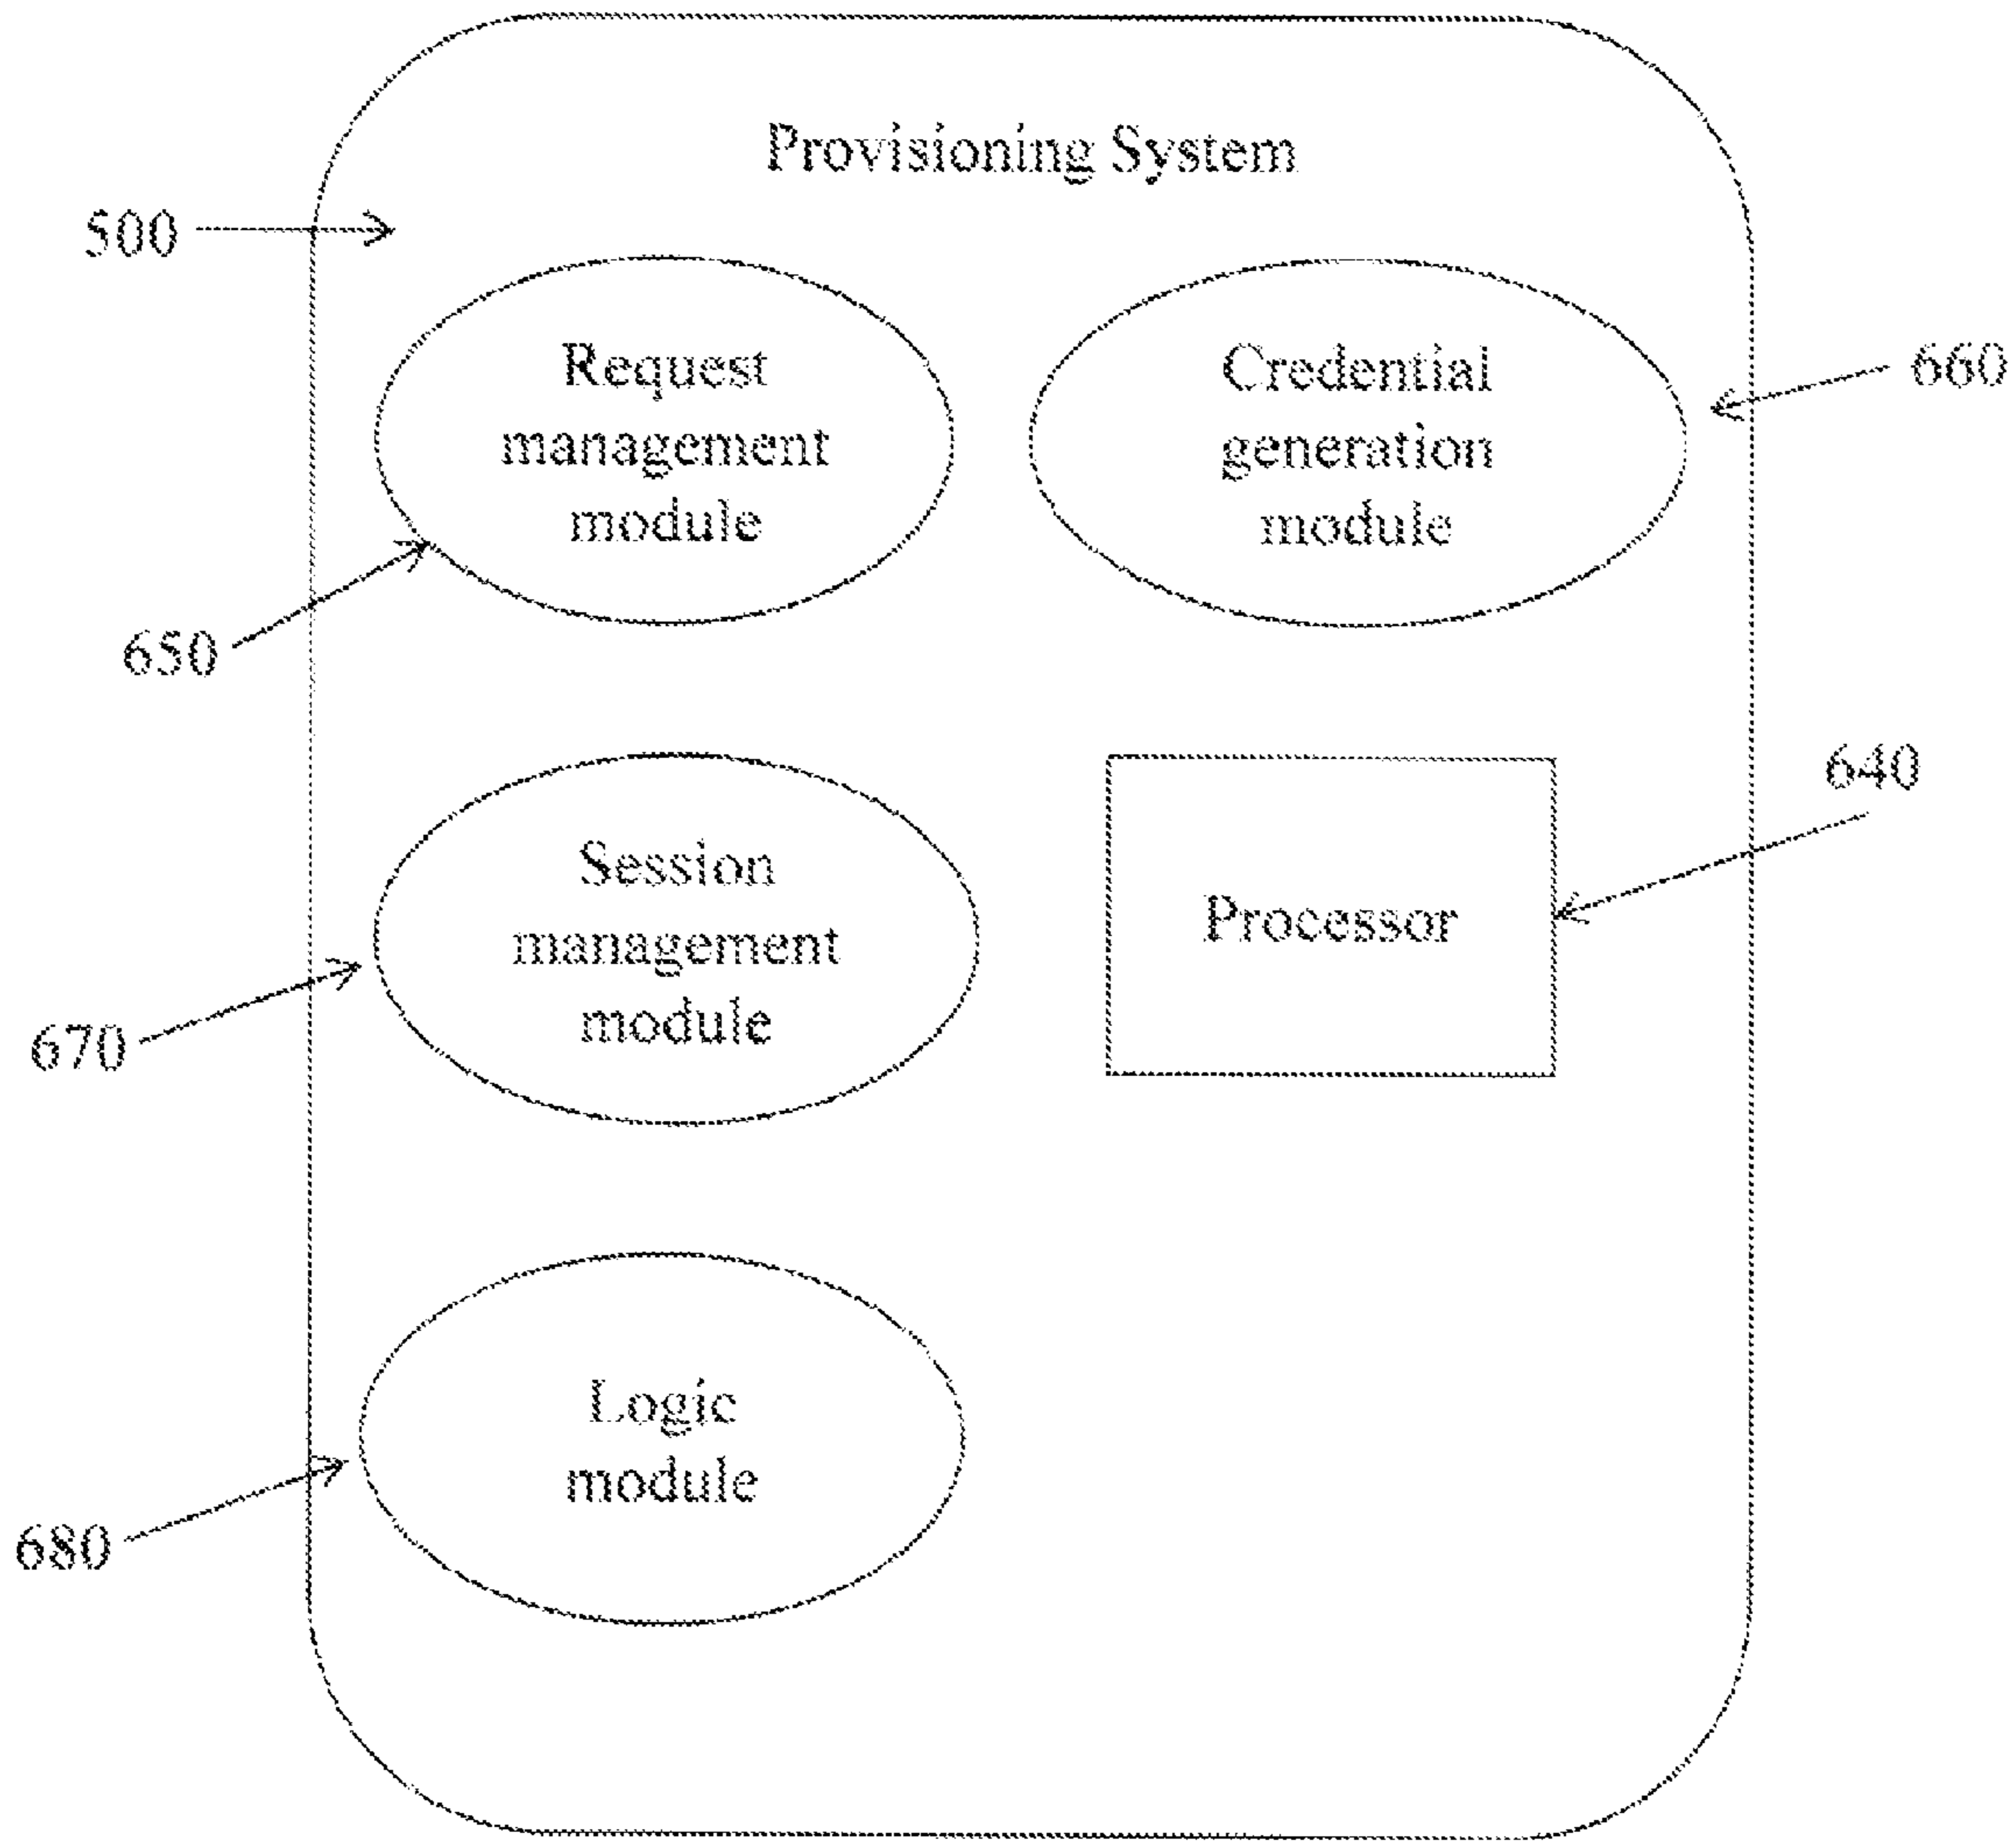 Provisioning System
500
Request
management
module
Credential
generation
module
660
650
Session
management
module
Processor
640
670
Logic
module
680